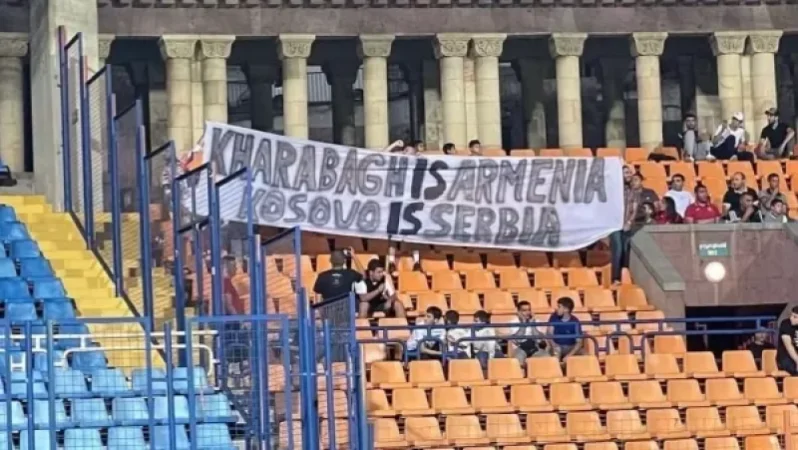 KHARABAGH IS ARMENIA
KOSOVO IS SERBIA